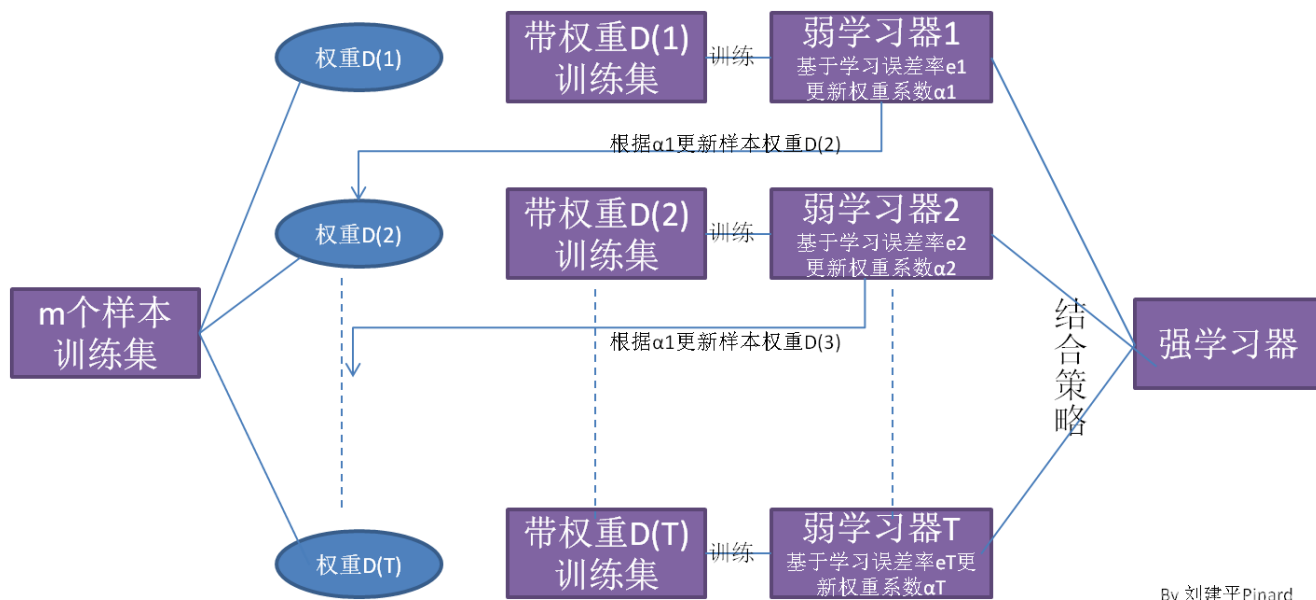 权重D(1)
带权重D(1)
训练集
训练
弱学习器1
基于学习误差率e1
更新权重系数α1
根据α1更新样本权重D(2)
权重D(2)
带权重D(2)
训练集
训练
弱学习器2
基于学习误差率e2
更新权重系数α2
m个样本
训练集
根据α1更新样本权重D(3)
结合策略
强学习器
权重D(T)
带权重D(T)
训练集
训练
弱学习器T
基于学习误差率eT更
新权重系数αT
By 刘建平Pinard